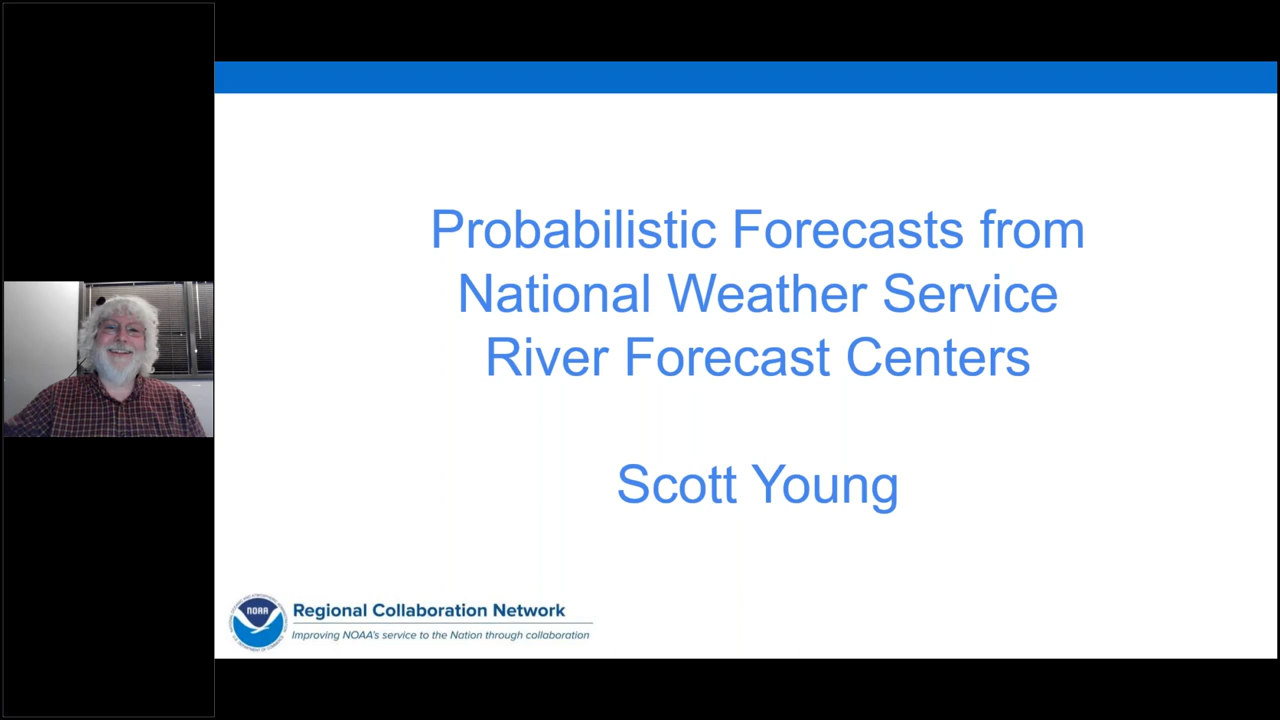 Probabilistic Forecasts from
National Weather Service
River Forecast Centers
Scott Young
NOAA
Regional Collaboration Network
Improving NOAA's service to the Nation through collaboration